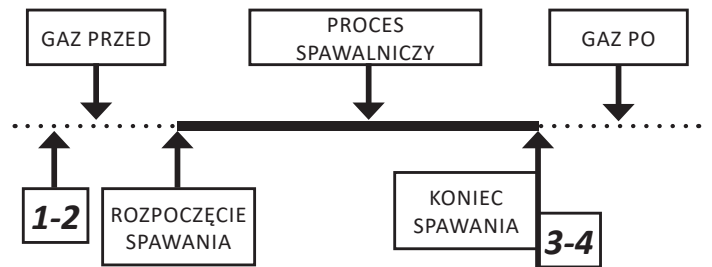 GAZ PRZED
PROCES
SPAWALNICZY
GAZ PO
1-2
ROZPOCZĘCIE
SPAWANIA
KONIEC
SPAWANIA
3-4